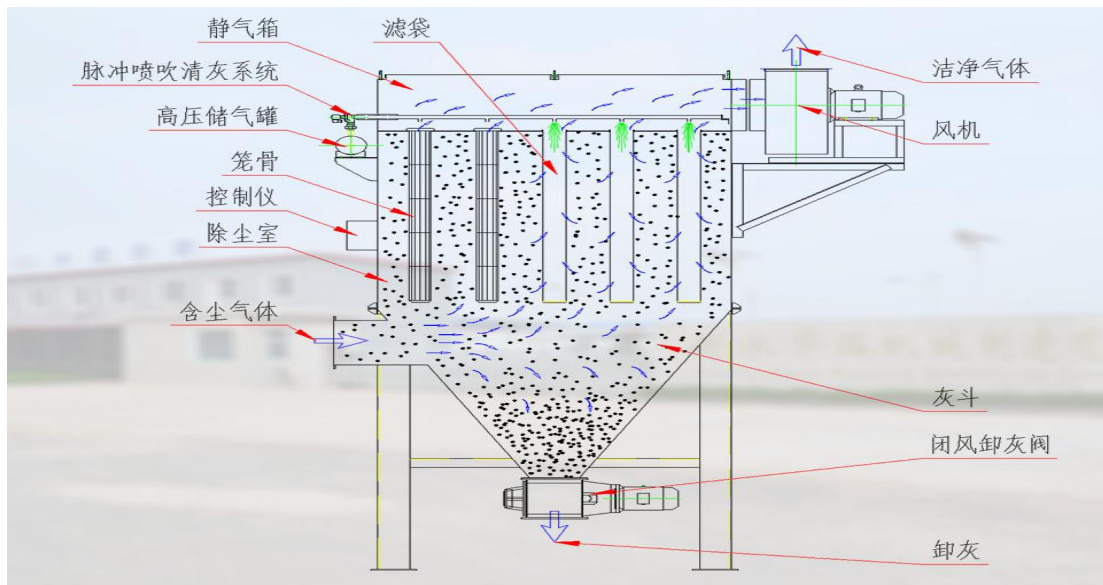 静气箱
滤袋
脉冲喷吹清灰系统
高压储气罐
笼骨
控制仪
除尘室
含尘气体
洁净气体
风机
灰斗
闭风卸灰阀
卸灰